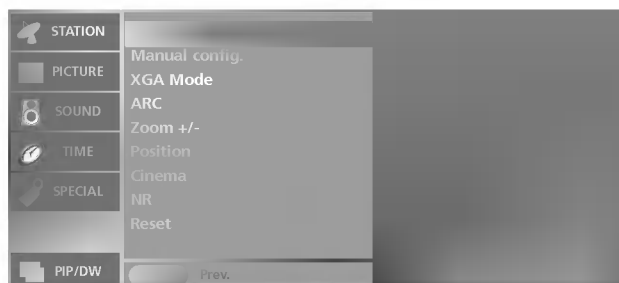 STATION
PICTURE
SOUND
TIME
SPECIAL
PIP/DW
Manual config.
XGA Mode
ARC
Zoom +/-
Position
Cinema
NR
Reset
Prev.